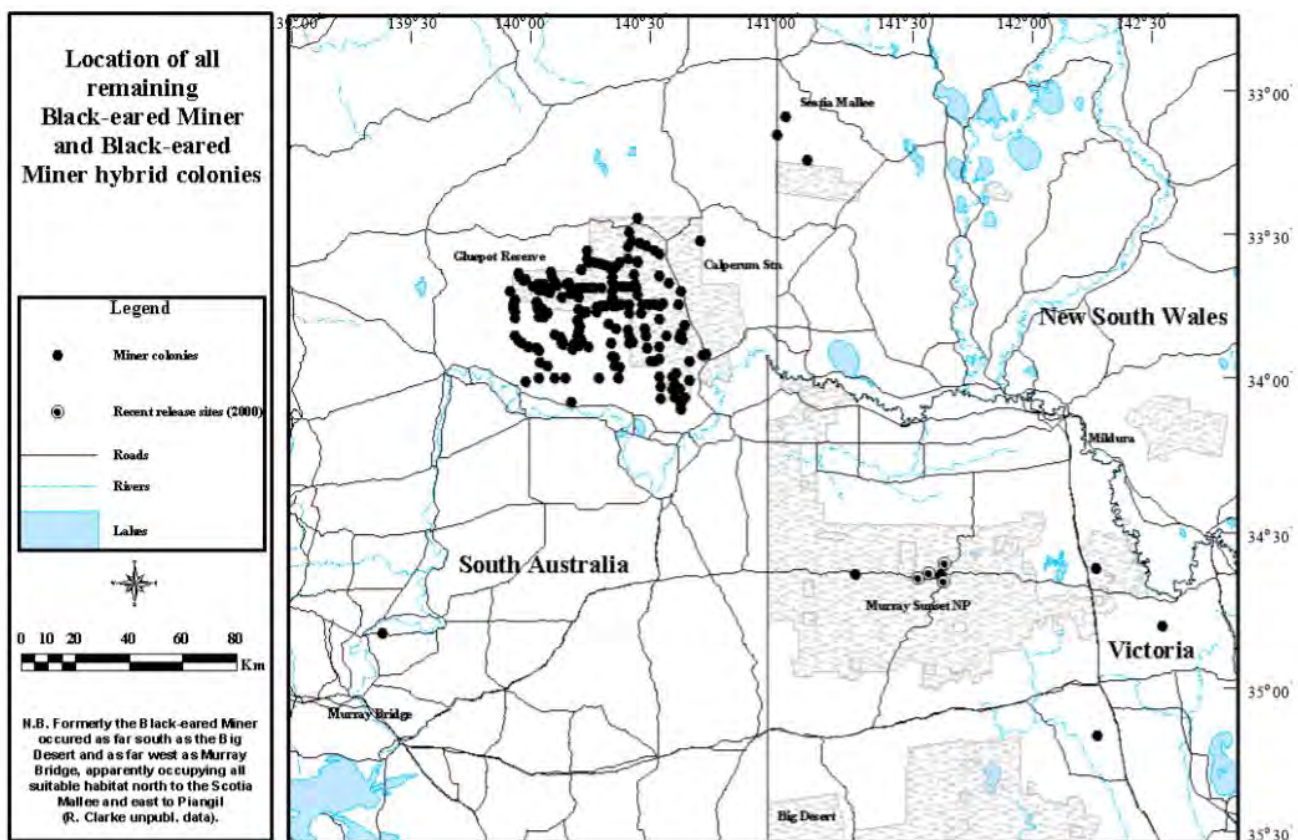 Location of all
remaining
Black-eared Miner
and Black-eared
Miner hybrid colonies
Legend
Miner colonies
Recent release sites (2000)
Roads
Rivers
Lakes
0 10 20 40 60 80
Km
N.B. Formerly the Black-eared Miner
occured as far south as the Big
Desert and as far west as Murray
Bridge, apparently occupying all
suitable habitat north to the Scotia
Mallee and east to Piangil
(R. Clarke unpubl. data).
139°00' 139°30' 140°00' 140°30' 141°00' 141°30' 142°00' 142°30'
Scotia Mallee
33°00'
Gluepot Reserve
Calperum Stn
33°30'
New South Wales
34°00'
Mildura
34°30'
South Australia
Murray Sunset NP
Victoria
35°00'
Murray Bridge
Big Desert
35°30'